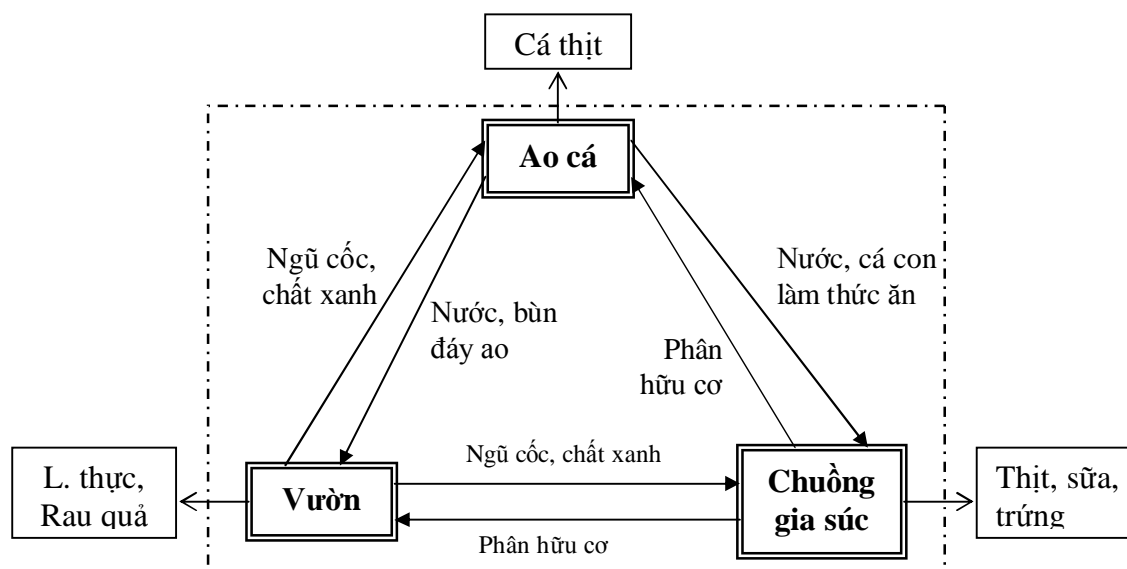 Cá thịt
Ao cá
Ngũ cốc,
chất xanh
Nước, bùn
đáy ao
Nước, cá con
làm thức ăn
Phân
hữu cơ
L. thực,
Rau quả
Vườn
Ngũ cốc, chất xanh
Phân hữu cơ
Chuồng
gia súc
Thịt, sữa,
trứng